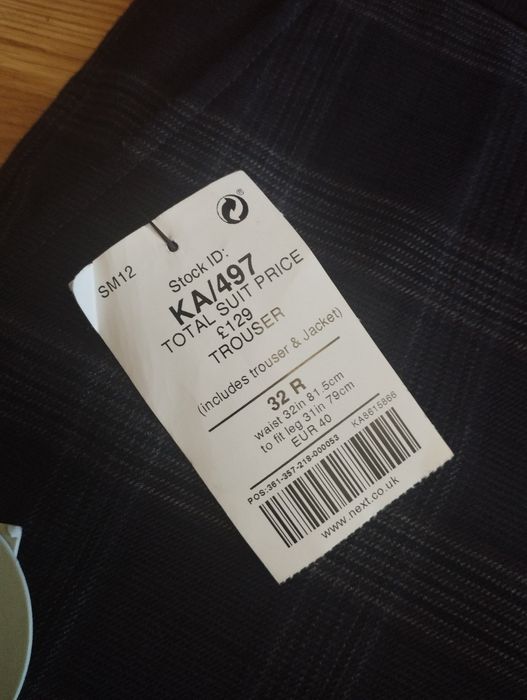 SM12
®
Stock ID:
KA/497
TOTAL SUIT PRICE
£129
TROUSER
(includes trouser & Jacket)
32 R
waist 32in 81.5cm
to fit leg 31in 79cm
EUR 40
POS:361-357-218-000053 KA8615866
www.next.co.uk